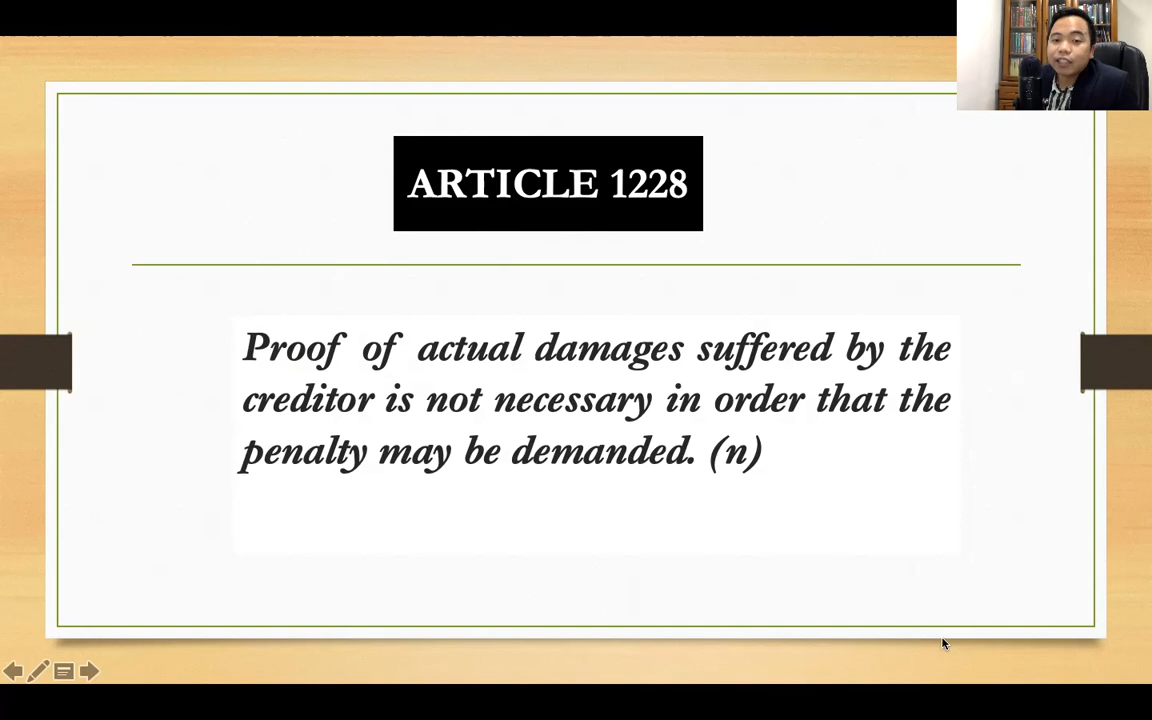 ARTICLE 1228
Proof of actual damages suffered by the
creditor is not necessary in order that the
penalty may be demanded. (n)